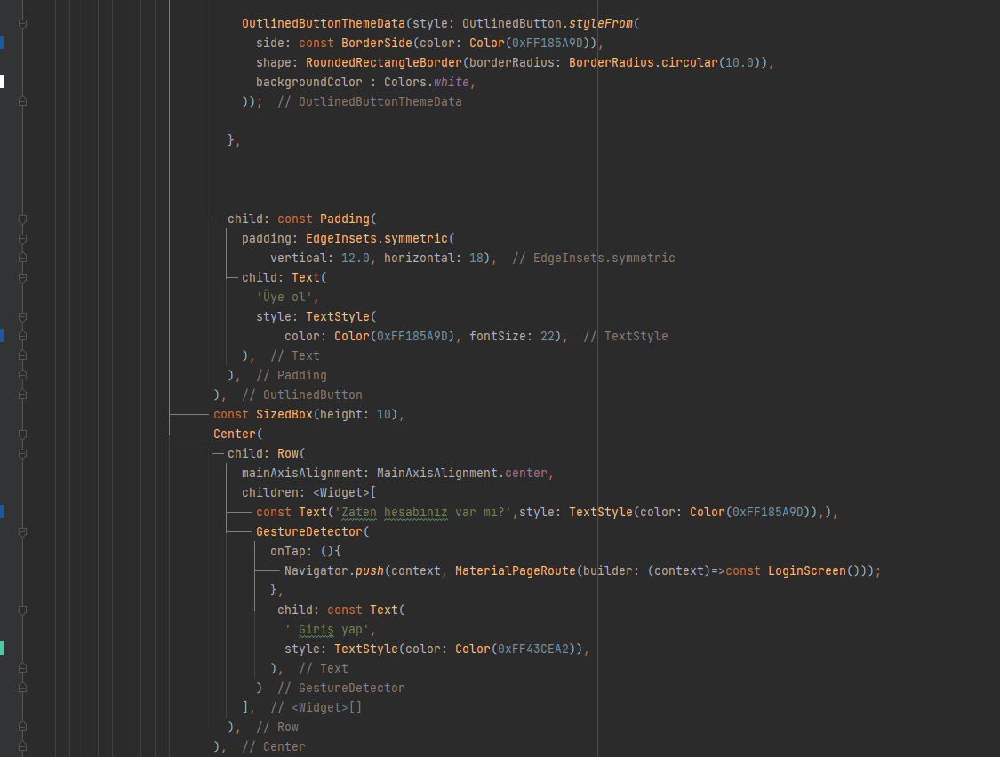 OutlinedButtonThemeData(style: OutlinedButton.styleFrom(
side: const BorderSide(color: Color(0xFF185A9D)),
shape: RoundedRectangleBorder(borderRadius: BorderRadius.circular(10.0)),
backgroundColor : Colors.white,
)); // OutlinedButtonThemeData
},
child: const Padding(
padding: EdgeInsets.symmetric(
vertical: 12.0, horizontal: 18), // EdgeInsets.symmetric
child: Text(
'Üye ol',
style: TextStyle(
color: Color(0xFF185A9D), fontSize: 22), // TextStyle
), // Text
), // Padding
), // OutlinedButton
const SizedBox(height: 10),
Center(
child: Row(
mainAxisAlignment: MainAxisAlignment.center,
children: <Widget>[
const Text('Zaten hesabınız var mı?',style: TextStyle(color: Color(0xFF185A9D)),),
GestureDetector(
onTap: (){
Navigator.push(context, MaterialPageRoute(builder: (context)=>const LoginScreen()));
},
child: const Text(
' Giriş yap',
style: TextStyle(color: Color(0xFF43CEA2)),
), // Text
) // GestureDetector
], // <Widget>[]
), // Row
), // Center